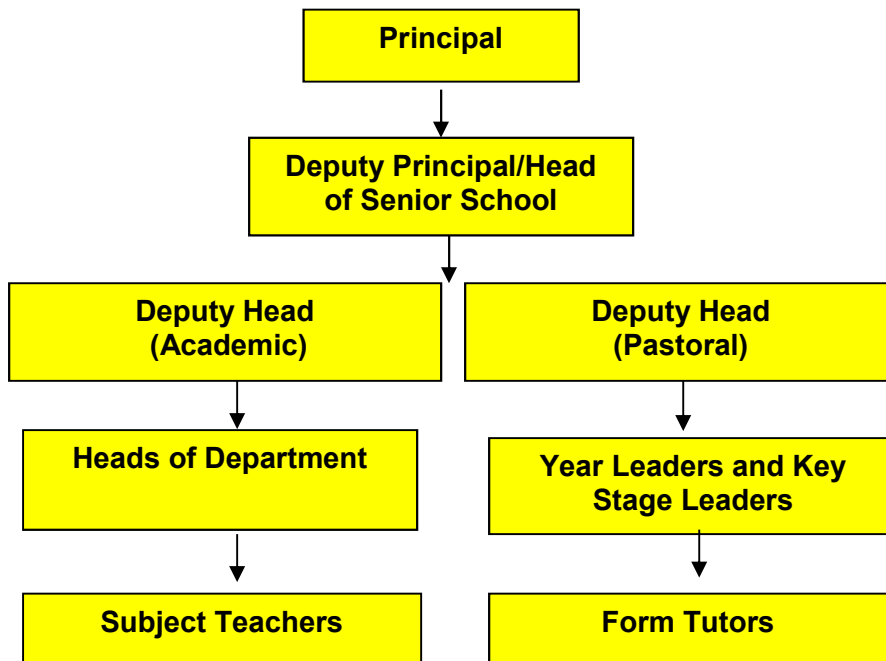 Principal
Deputy Principal/Head
of Senior School
Deputy Head
(Academic)
Deputy Head
(Pastoral)
Heads of Department
Year Leaders and Key
Stage Leaders
Subject Teachers
Form Tutors